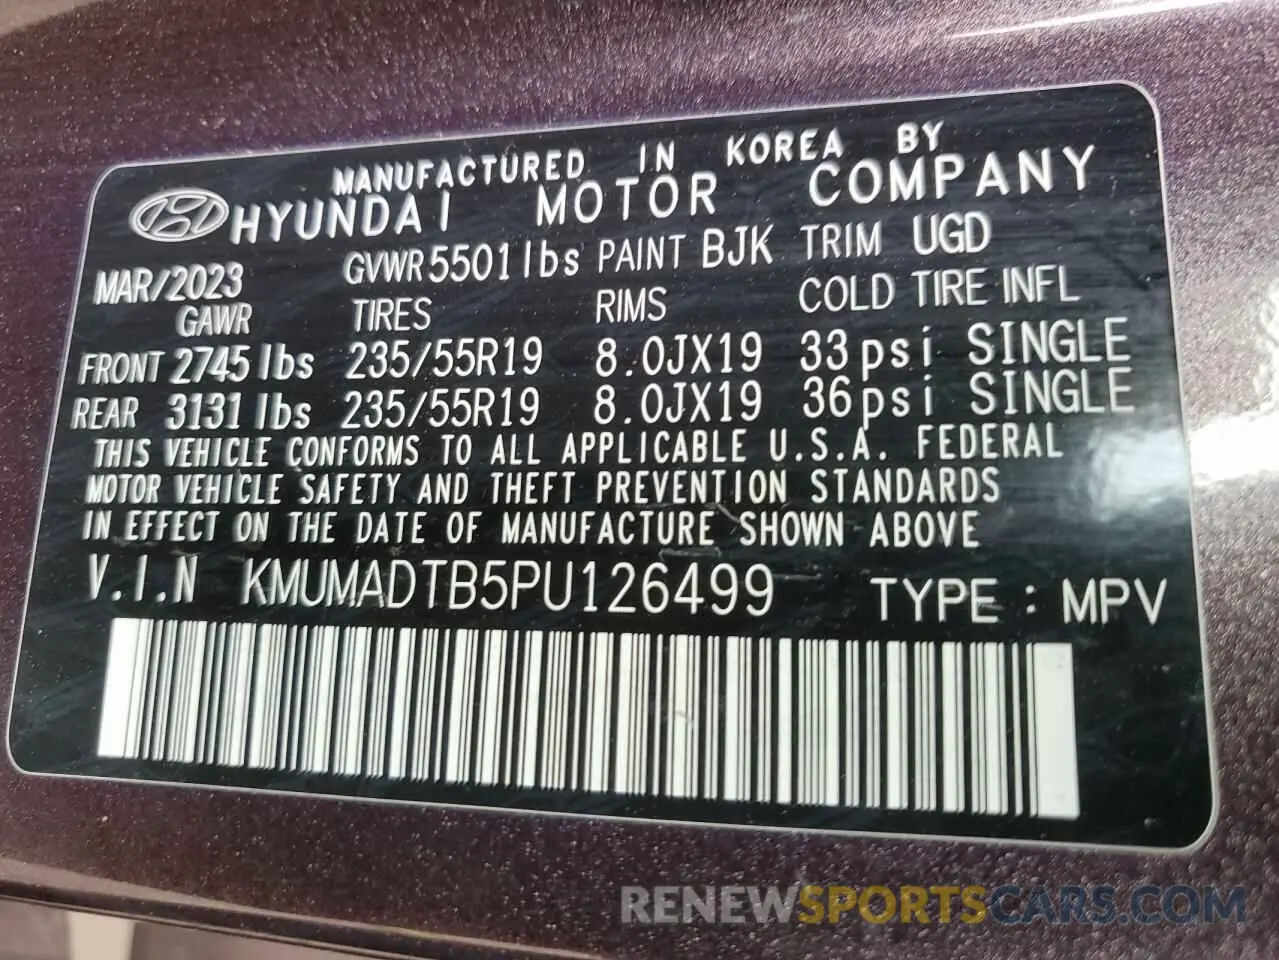 MANUFACTURED IN KOREA BY
HYUNDAI MOTOR COMPANY
MAR/2023 GVWR 5501 lbs PAINT BJK TRIM UGD
GAWR TIRES RIMS COLD TIRE INFL
FRONT 2745 lbs 235/55R19 8.0JX19 33 psi SINGLE
REAR 3131 lbs 235/55R19 8.0JX19 36 psi SINGLE
THIS VEHICLE CONFORMS TO ALL APPLICABLE U.S.A. FEDERAL
MOTOR VEHICLE SAFETY AND THEFT PREVENTION STANDARDS
IN EFFECT ON THE DATE OF MANUFACTURE SHOWN ABOVE
V.I.N KMUMADTB5PU126499 TYPE : MPV
RENEWSPORTSCARS.COM